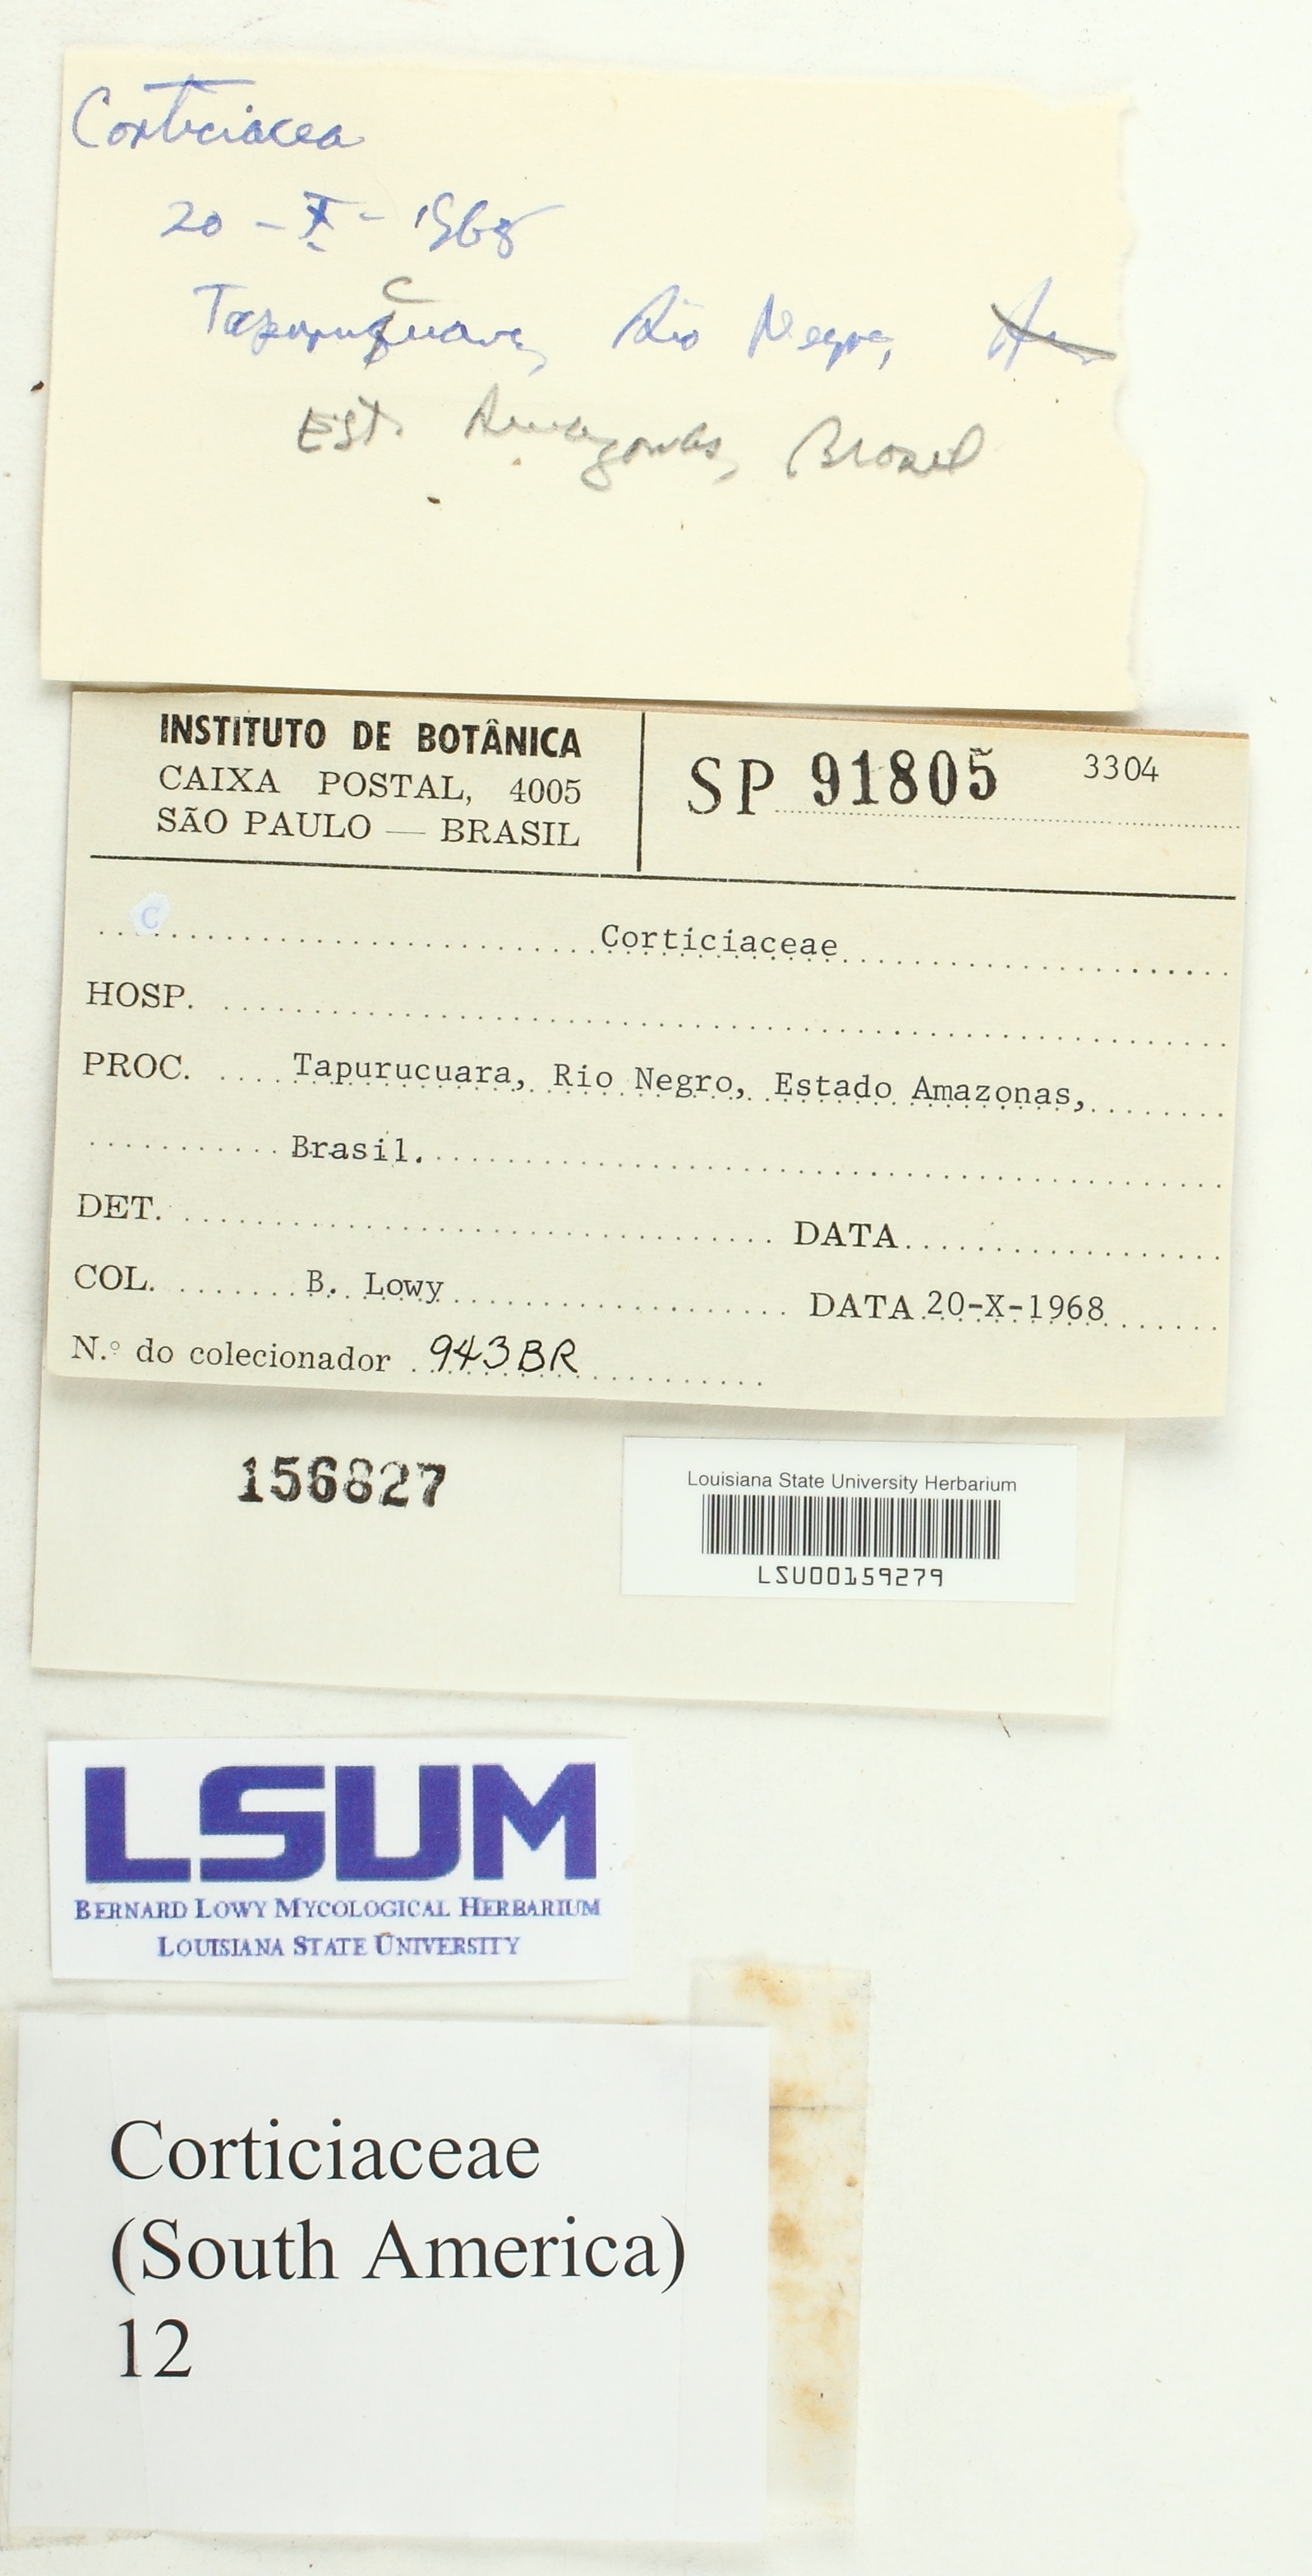 Corticiacea
20 - X - 1968
Tapurucuara, Rio Negro,
Est. Amazonas, Brasil
INSTITUTO DE BOTÂNICA
CAIXA POSTAL, 4005
SÃO PAULO — BRASIL
SP 91805 3304
C
Corticiaceae
HOSP.
PROC. Tapurucuara, Rio Negro, Estado Amazonas,
Brasil.
DET. DATA
COL. B. Lowy DATA 20-X-1968
N.º do colecionador 943BR
156827
Louisiana State University Herbarium
LSU00159279
LSUM
BERNARD LOWY MYCOLOGICAL HERBARIUM
LOUISIANA STATE UNIVERSITY
Corticiaceae
(South America)
12